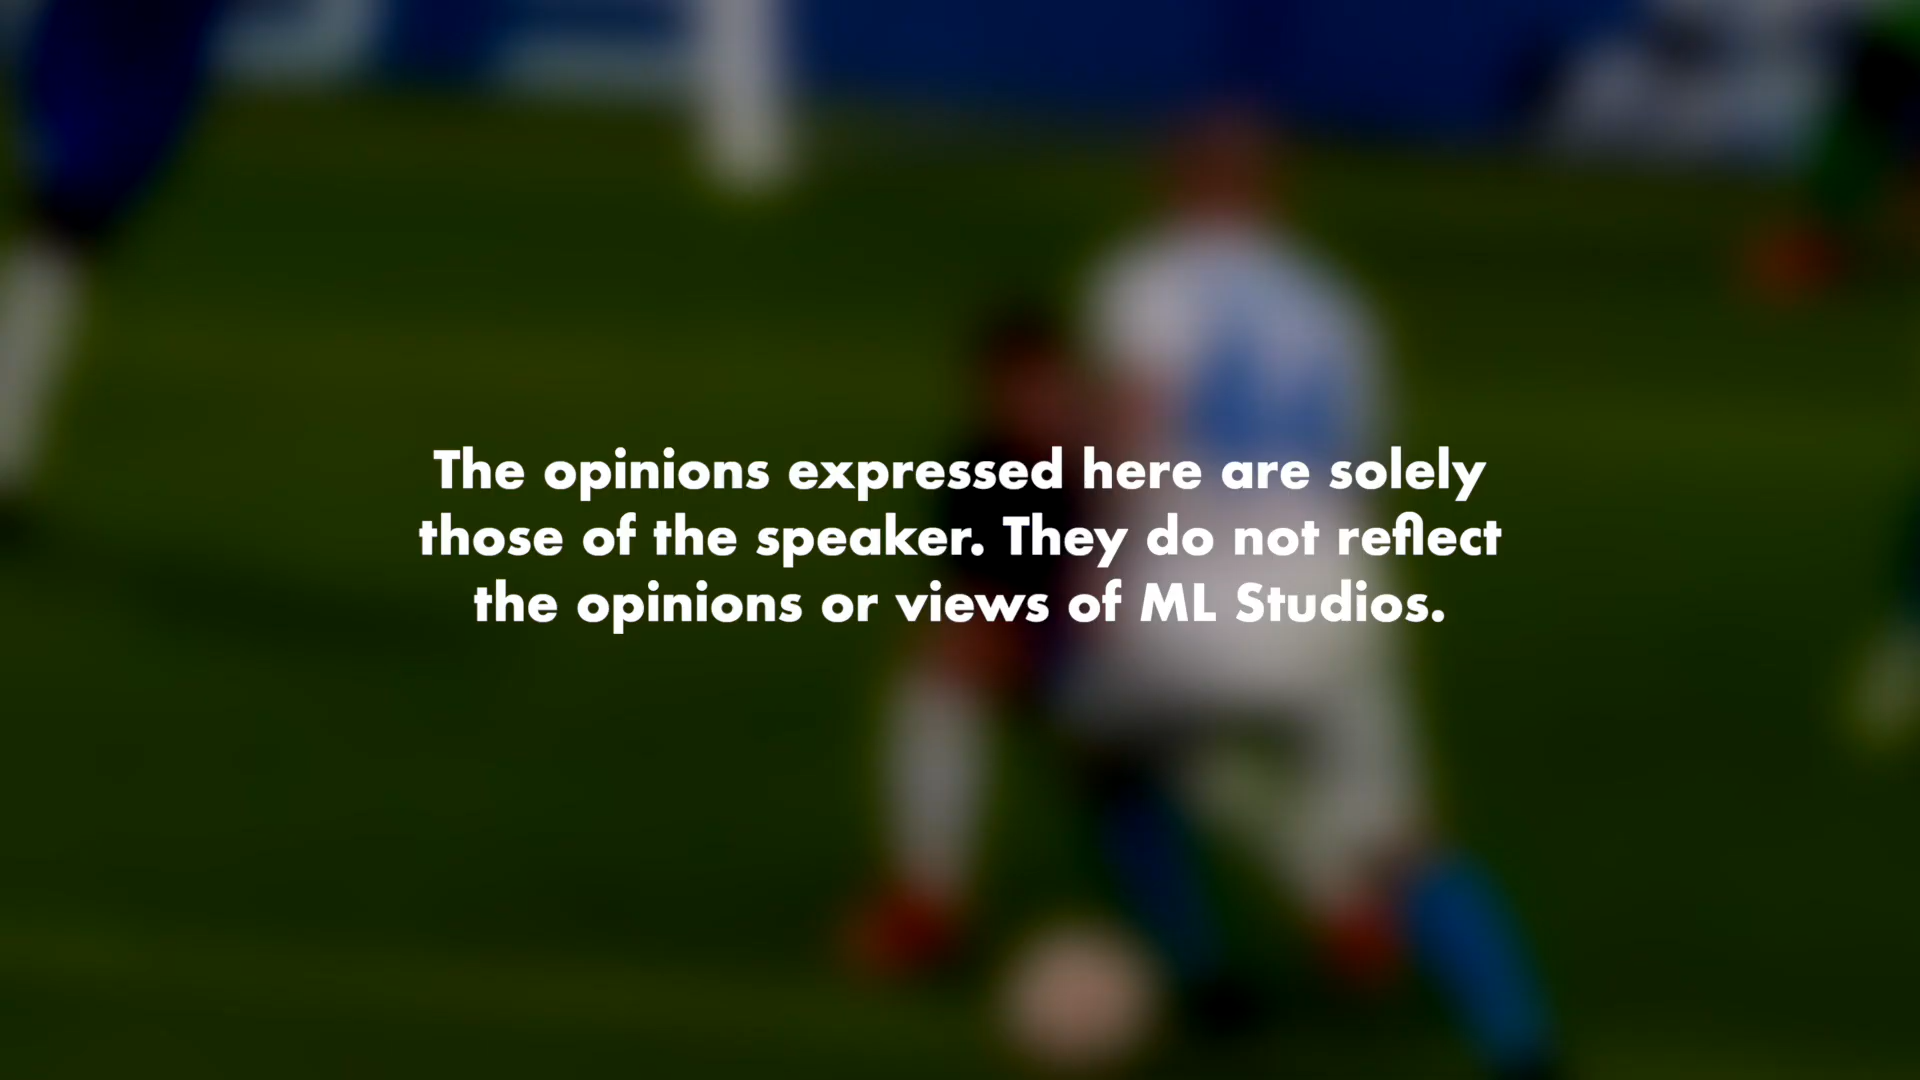 The opinions expressed here are solely
those of the speaker. They do not reflect
the opinions or views of ML Studios.